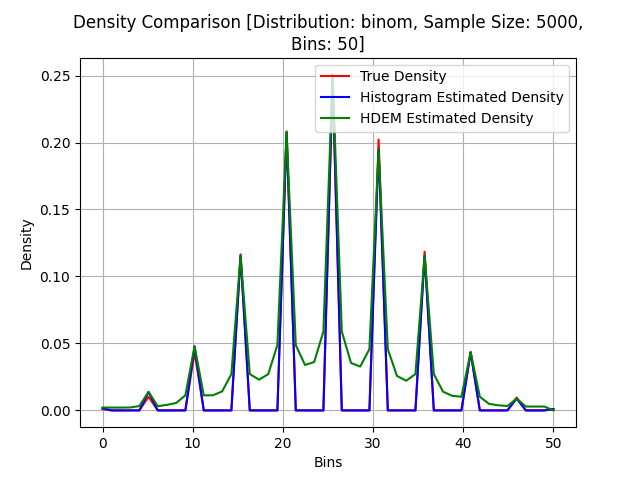 Density Comparison [Distribution: binom, Sample Size: 5000,
Bins: 50]
True Density
Histogram Estimated Density
HDEM Estimated Density
Density
0.25
0.20
0.15
0.10
0.05
0.00
0 10 20 30 40 50
Bins